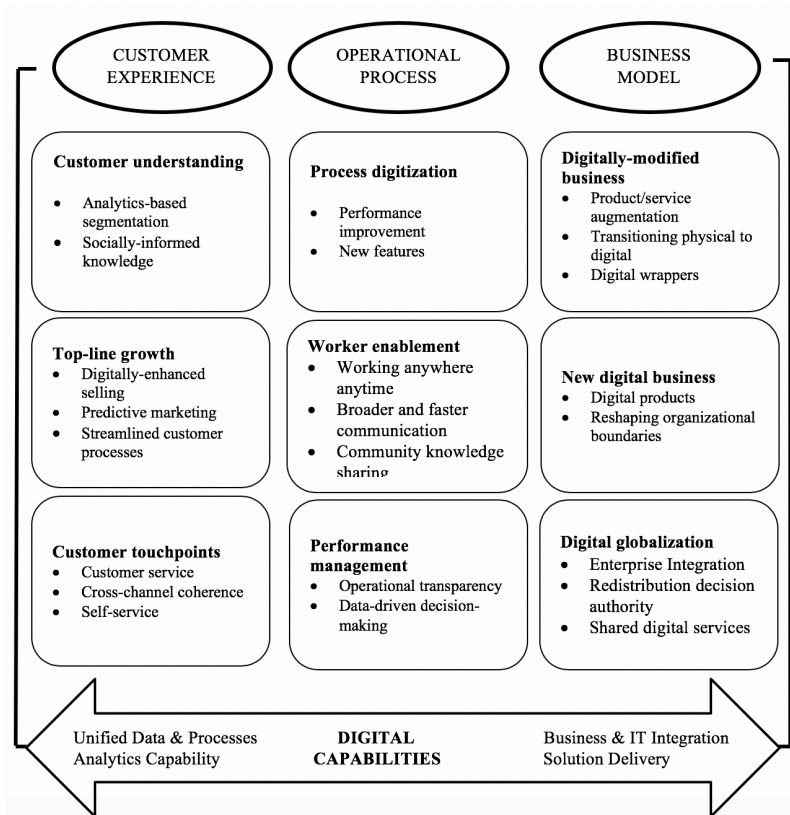 CUSTOMER
EXPERIENCE
OPERATIONAL
PROCESS
BUSINESS
MODEL
Customer understanding
• Analytics-based
segmentation
• Socially-informed
knowledge
Process digitization
• Performance
improvement
• New features
Digitally-modified
business
• Product/service
augmentation
• Transitioning physical to
digital
• Digital wrappers
Top-line growth
• Digitally-enhanced
selling
• Predictive marketing
• Streamlined customer
processes
Worker enablement
• Working anywhere
anytime
• Broader and faster
communication
• Community knowledge
sharing
New digital business
• Digital products
• Reshaping organizational
boundaries
Customer touchpoints
• Customer service
• Cross-channel coherence
• Self-service
Performance
management
• Operational transparency
• Data-driven decision-
making
Digital globalization
• Enterprise Integration
• Redistribution decision
authority
• Shared digital services
Unified Data & Processes
Analytics Capability
DIGITAL
CAPABILITIES
Business & IT Integration
Solution Delivery